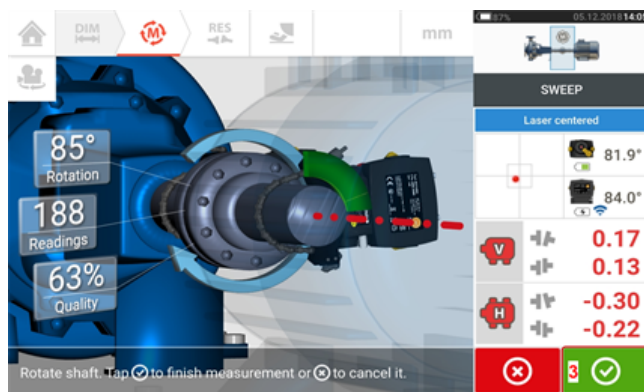 DIM
M
RES
mm
87%
05.12.2018 14:09
SWEEP
Laser centered
85°
Rotation
81.9°
188
Readings
84.0°
63%
Quality
V
0.17
0.13
H
-0.30
-0.22
Rotate shaft. Tap to finish measurement or to cancel it.
3